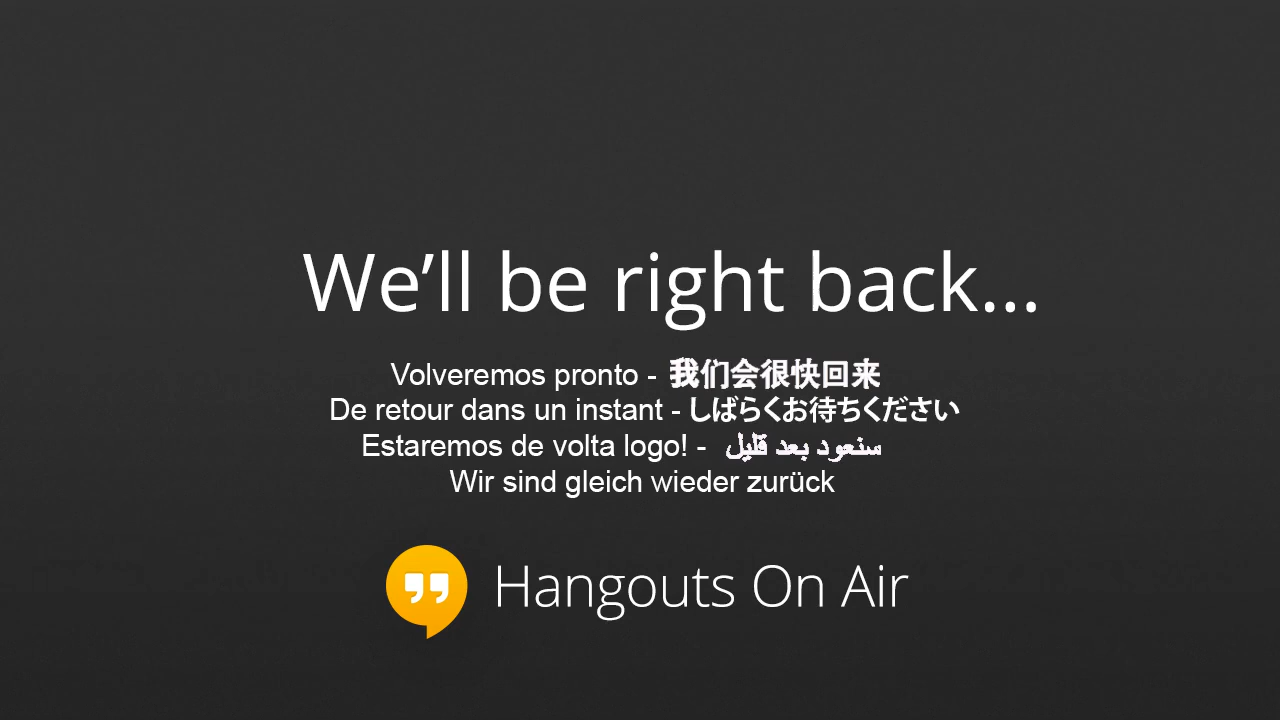 We’ll be right back...
Volveremos pronto - 我们会很快回来
De retour dans un instant - しばらくお待ちください
Estaremos de volta logo! - سنعود بعد قليل
Wir sind gleich wieder zurück
Hangouts On Air